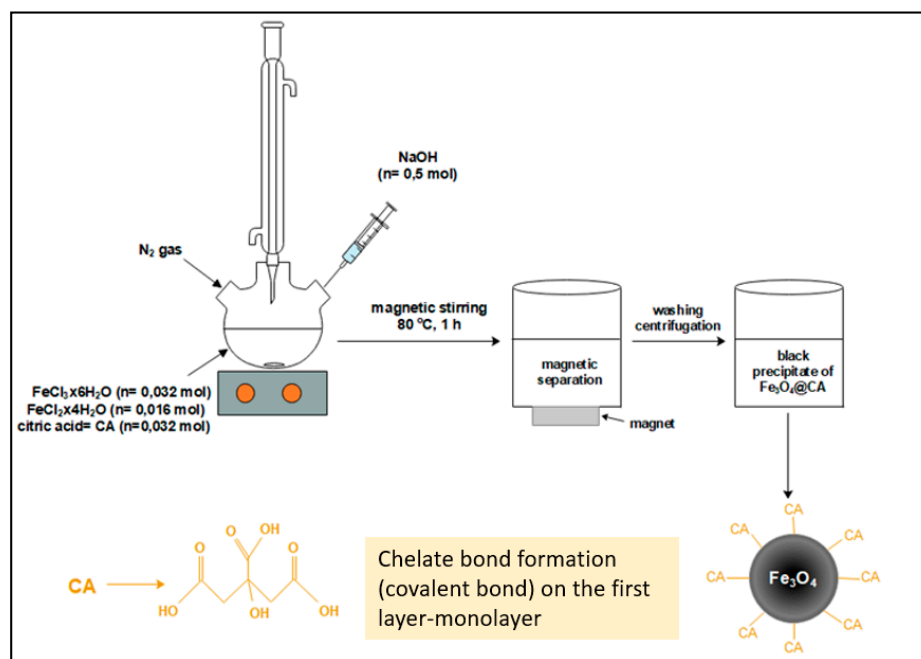 NaOH
(n= 0,5 mol)
N₂ gas
magnetic stirring
80 °C, 1 h
washing
centrifugation
magnetic
separation
black
precipitate of
Fe₃O₄@CA
FeCl₃x6H₂O (n= 0,032 mol)
FeCl₂x4H₂O (n= 0,016 mol)
citric acid= CA (n=0,032 mol)
magnet
CA
O
OH
O
O
HO
OH
OH
Chelate bond formation
(covalent bond) on the first
layer-monolayer
CA
CA
CA
CA
CA
CA
CA
CA
Fe₃O₄